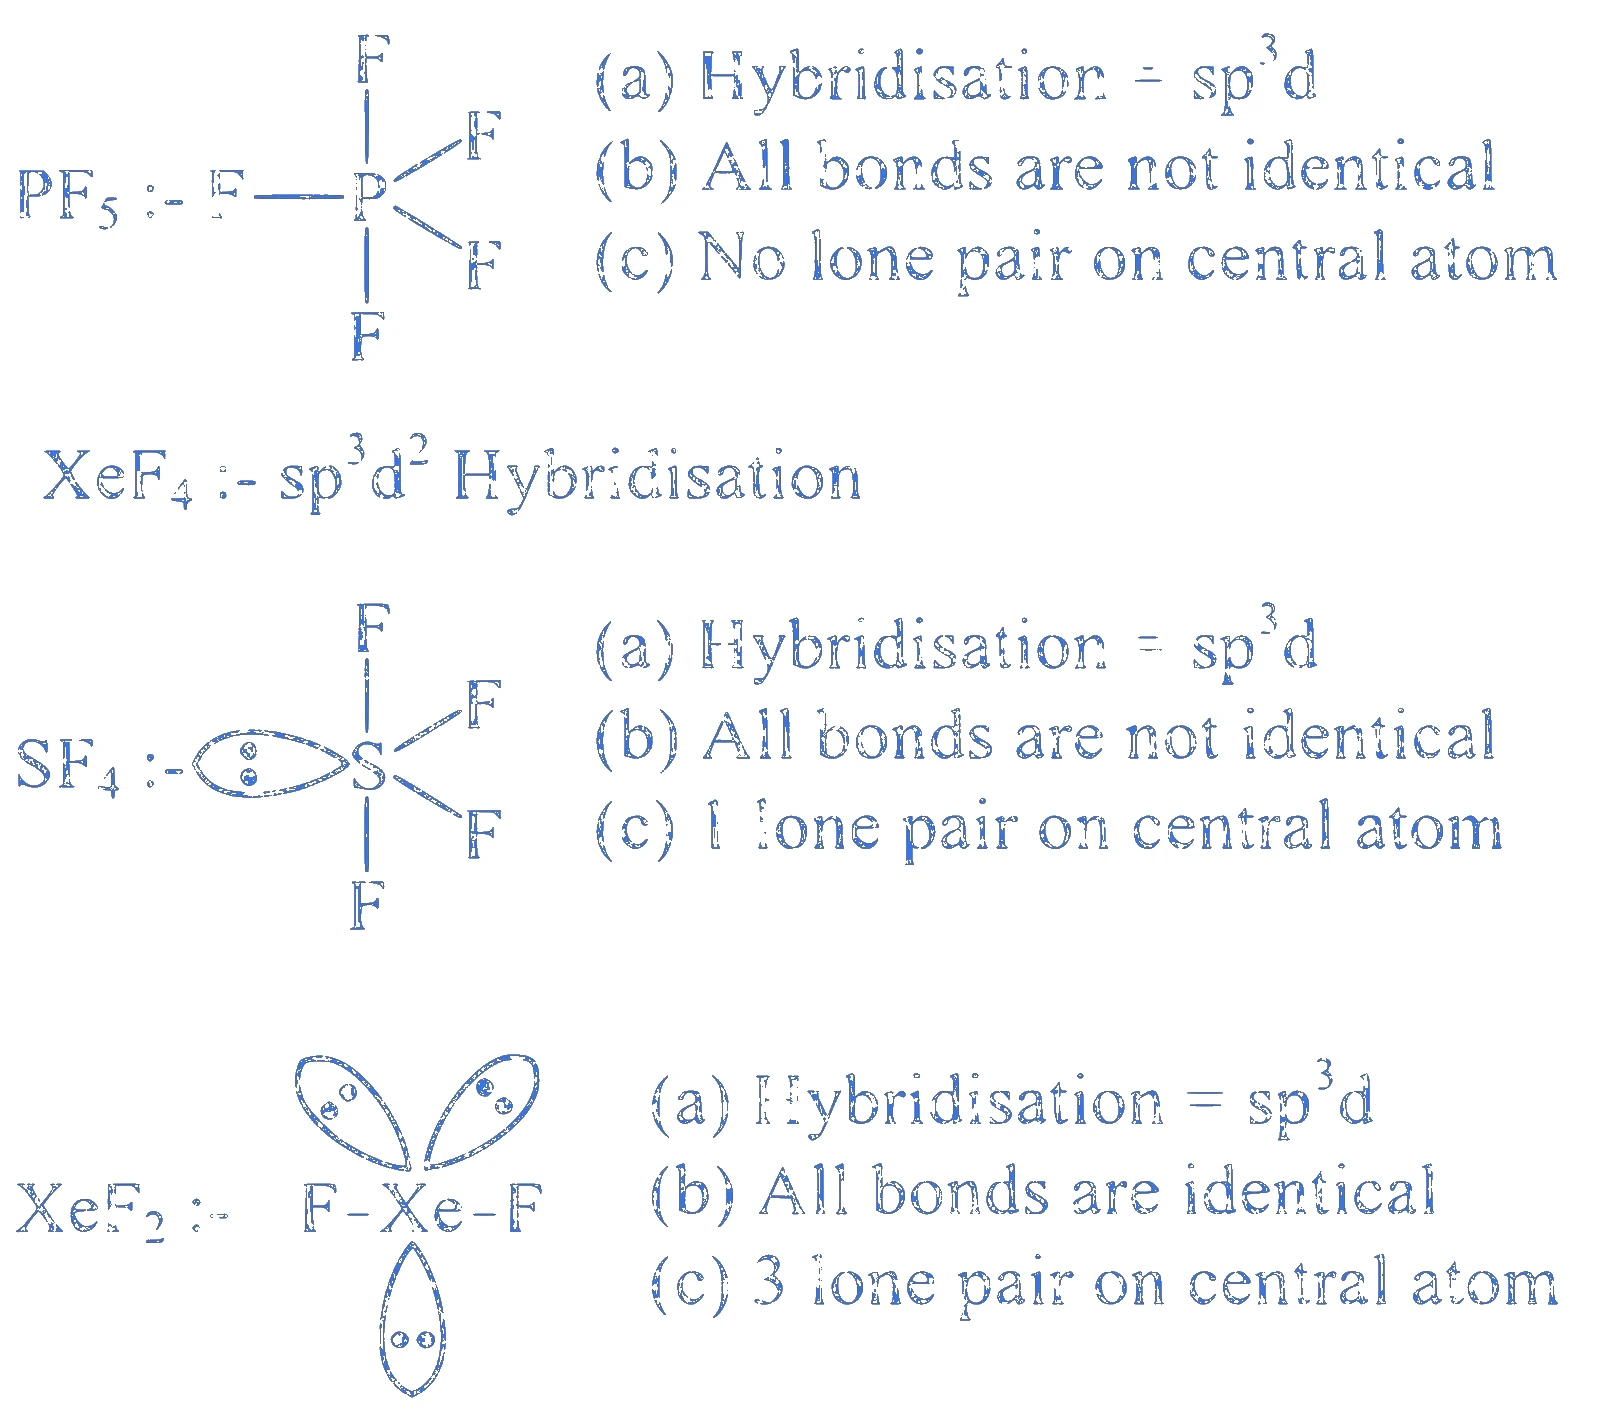 F
(a) Hybridisation = sp³d
F
(b) All bonds are not identical
PF₅ :- F P
(c) No lone pair on central atom
F
F
XeF₄ :- sp³d² Hybridisation
F
(a) Hybridisation = sp³d
F
(b) All bonds are not identical
SF₄ :- S
(c) 1 lone pair on central atom
F
F
(a) Hybridisation = sp³d
XeF₂ :- F-Xe-F
(b) All bonds are identical
(c) 3 lone pair on central atom